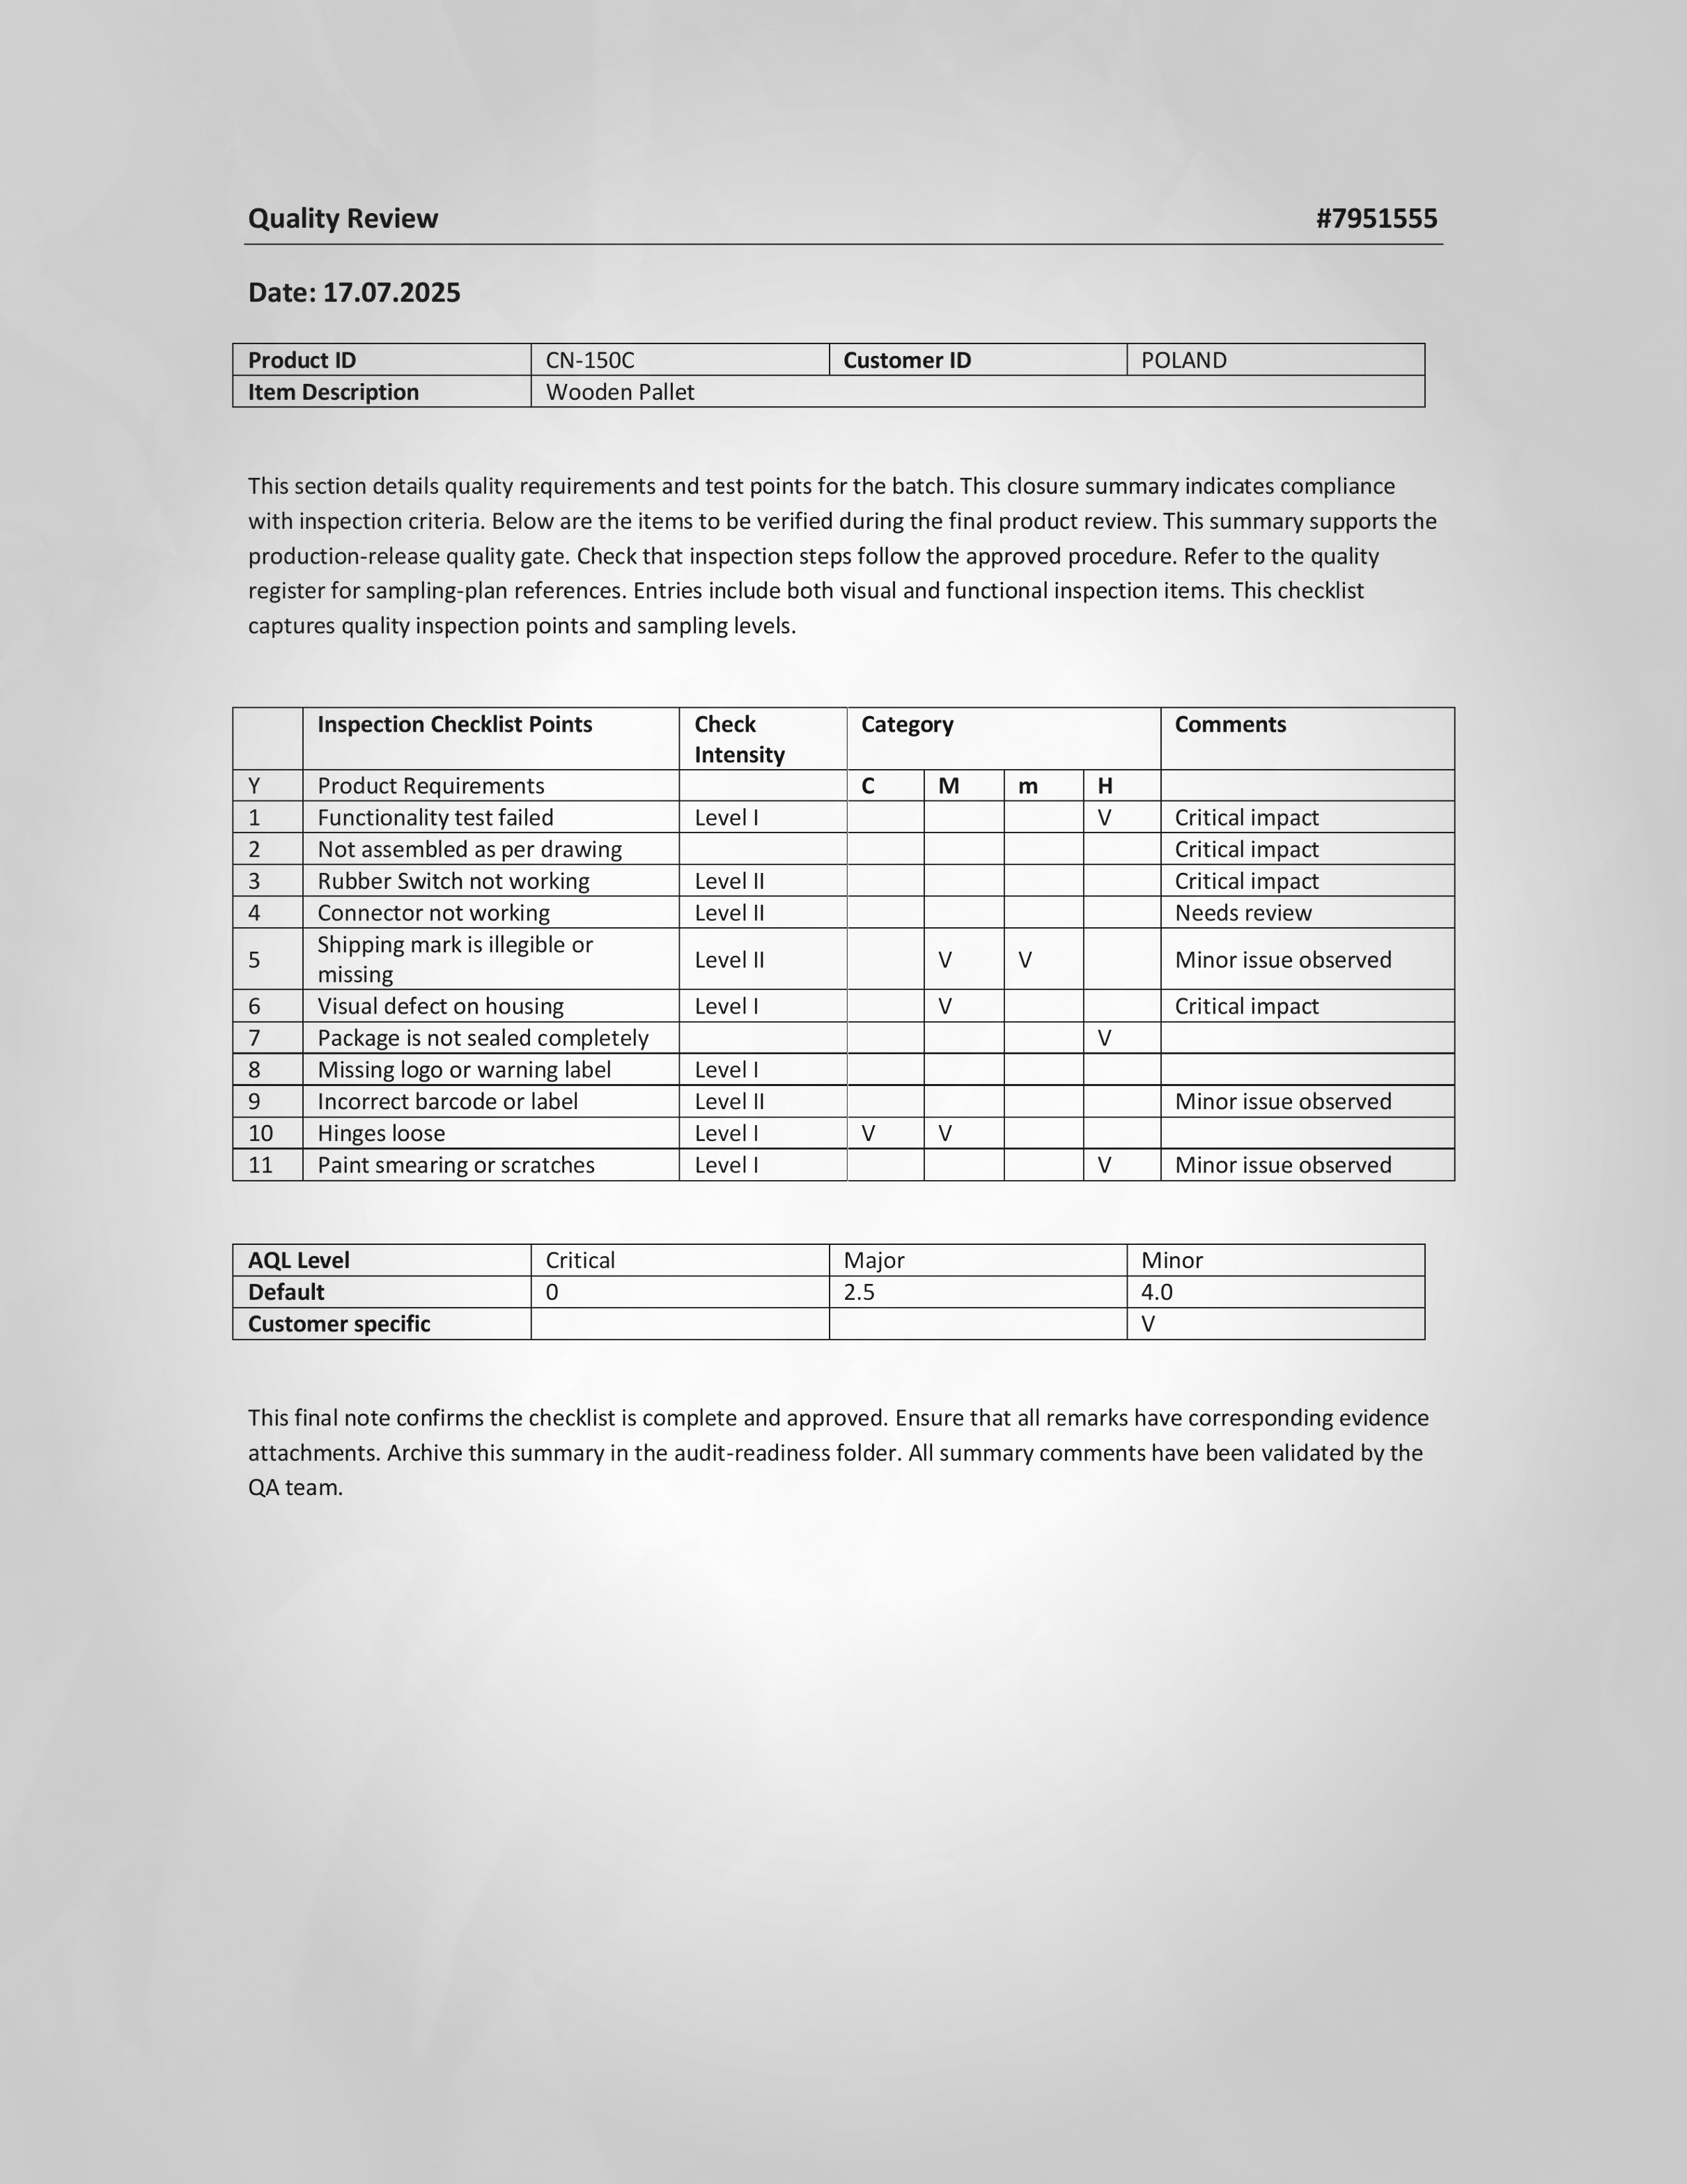 Quality Review #7951555
Date: 17.07.2025
Product ID CN-150C Customer ID POLAND
Item Description Wooden Pallet
This section details quality requirements and test points for the batch. This closure summary indicates compliance
with inspection criteria. Below are the items to be verified during the final product review. This summary supports the
production-release quality gate. Check that inspection steps follow the approved procedure. Refer to the quality
register for sampling-plan references. Entries include both visual and functional inspection items. This checklist
captures quality inspection points and sampling levels.
Inspection Checklist Points Check Intensity Category Comments
Y Product Requirements C M m H
1 Functionality test failed Level I V Critical impact
2 Not assembled as per drawing Critical impact
3 Rubber Switch not working Level II Critical impact
4 Connector not working Level II Needs review
5 Shipping mark is illegible or missing Level II V V Minor issue observed
6 Visual defect on housing Level I V Critical impact
7 Package is not sealed completely V
8 Missing logo or warning label Level I
9 Incorrect barcode or label Level II Minor issue observed
10 Hinges loose Level I V V
11 Paint smearing or scratches Level I V Minor issue observed
AQL Level Critical Major Minor
Default 0 2.5 4.0
Customer specific V
This final note confirms the checklist is complete and approved. Ensure that all remarks have corresponding evidence
attachments. Archive this summary in the audit-readiness folder. All summary comments have been validated by the
QA team.